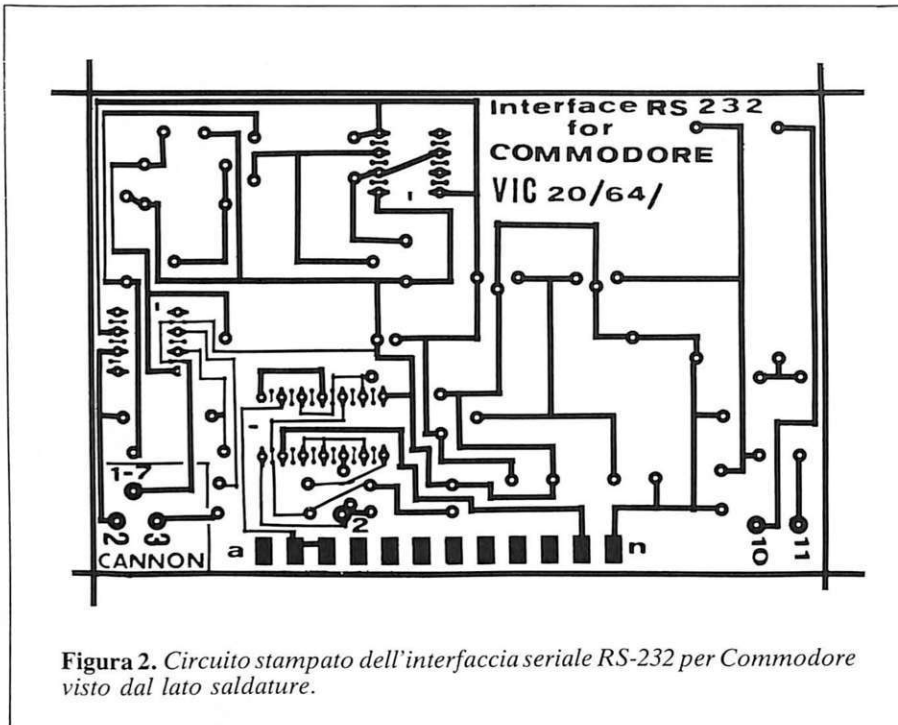 Interface RS 232
for
COMMODORE
VIC 20/64/
1-7
2
3
CANNON
2
a
n
10
11
Figura 2. Circuito stampato dell'interfaccia seriale RS-232 per Commodore
visto dal lato saldature.